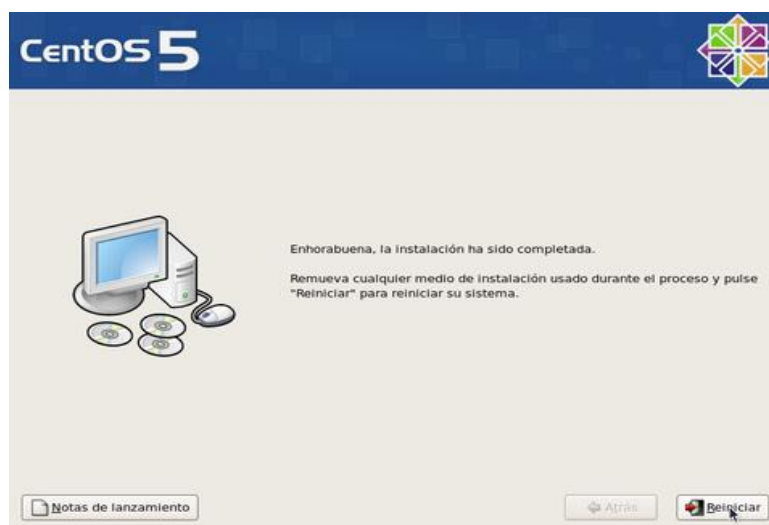 CentOS 5
Enhorabuena, la instalación ha sido completada.
Remueva cualquier medio de instalación usado durante el proceso y pulse
"Reiniciar" para reiniciar su sistema.
Notas de lanzamiento
Atrás
Reiniciar